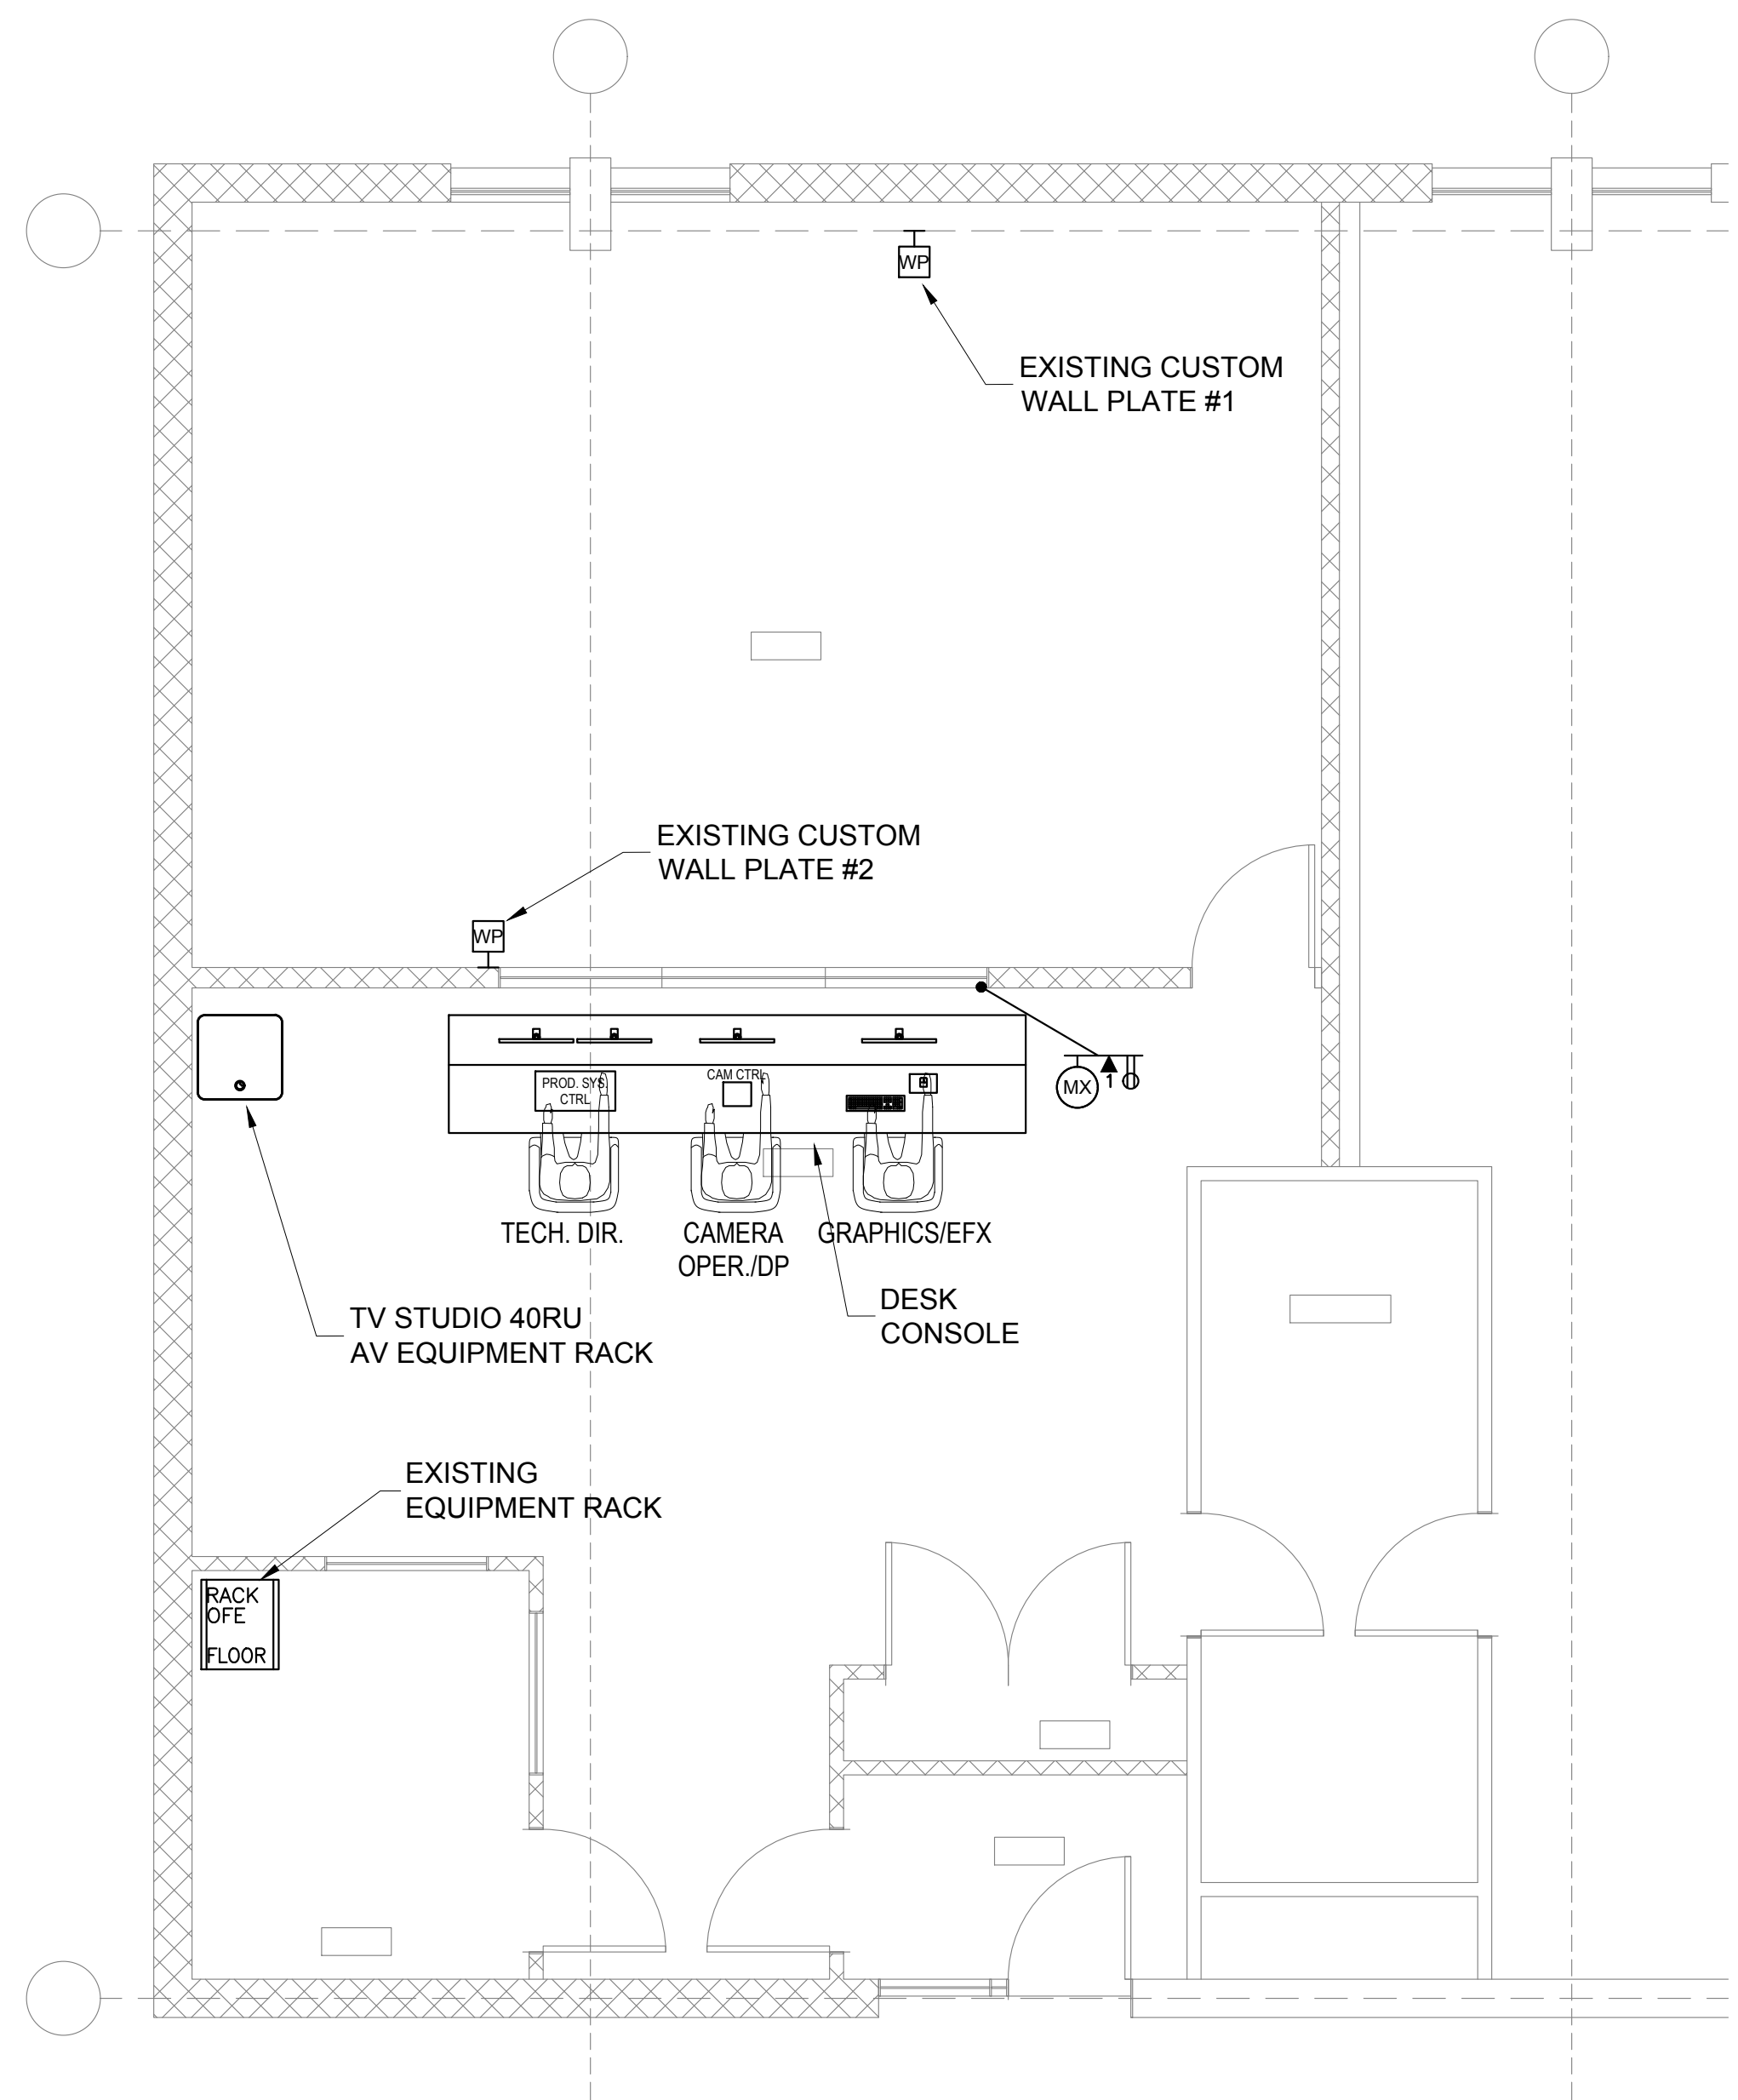 WP
EXISTING CUSTOM
WALL PLATE #1
EXISTING CUSTOM
WALL PLATE #2
WP
PROD. SYS.
CTRL
CAM CTRL
MX
1
TECH. DIR.
CAMERA
OPER./DP
GRAPHICS/EFX
DESK
CONSOLE
TV STUDIO 40RU
AV EQUIPMENT RACK
EXISTING
EQUIPMENT RACK
RACK
OFE
FLOOR